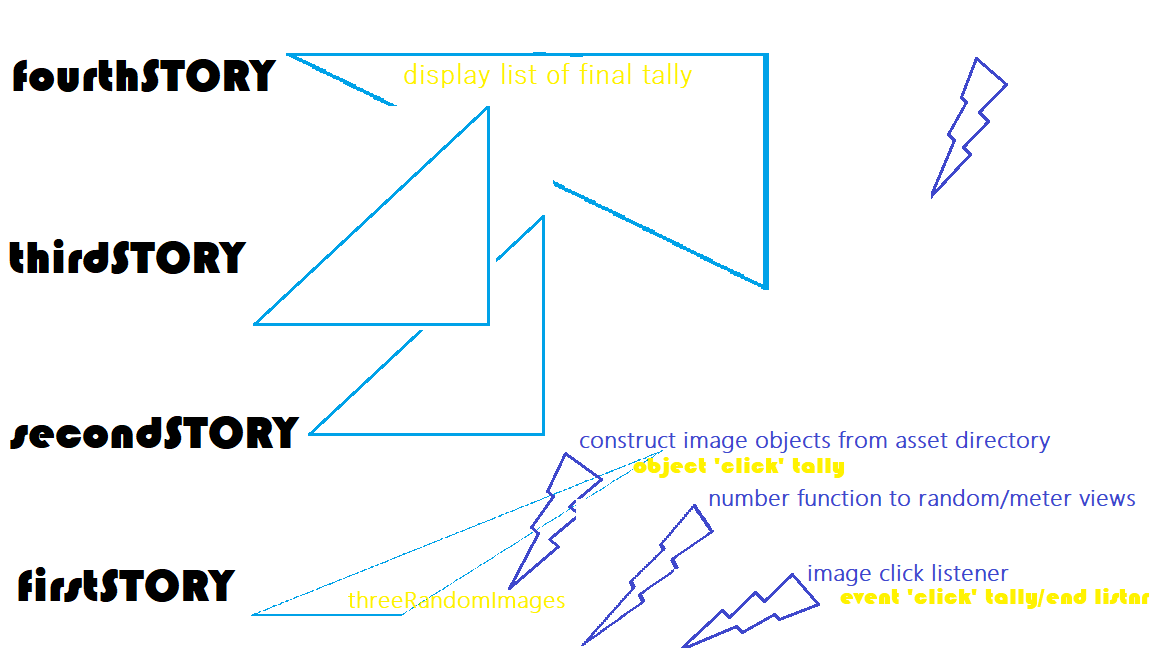 fourthSTORY
display list of final tally
thirdSTORY
secondSTORY
construct image objects from asset directory
object 'click' tally
number function to random/meter views
firstSTORY
threeRandomImages
image click listener
event 'click' tally/end listnr